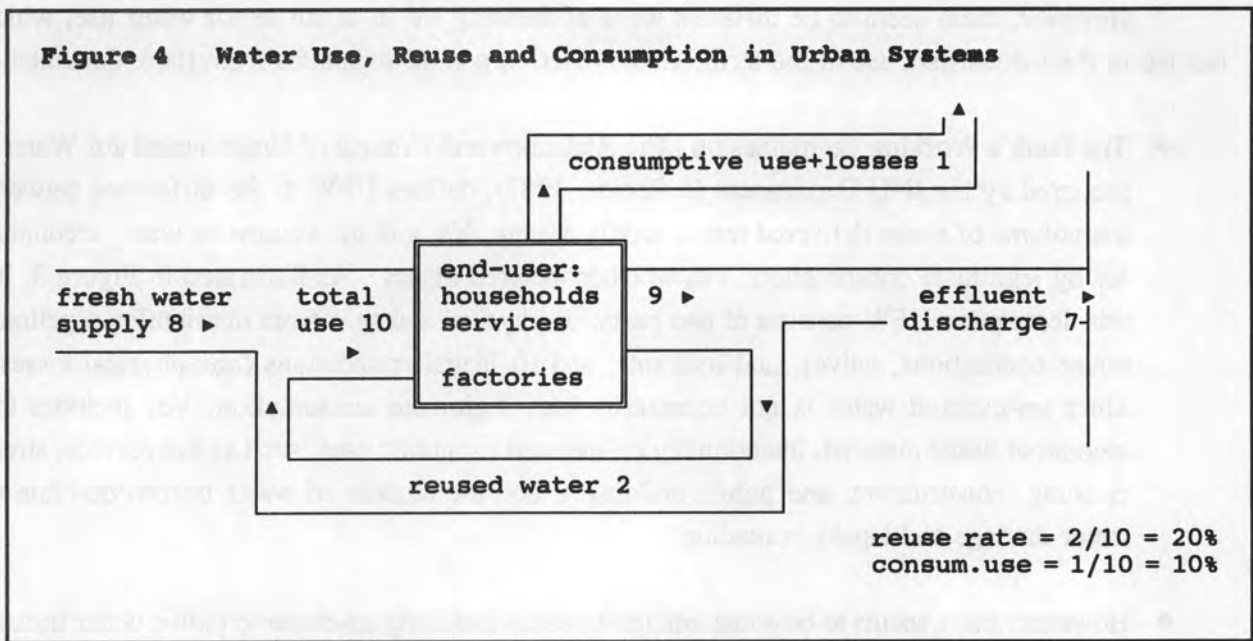 Figure 4 Water Use, Reuse and Consumption in Urban Systems
consumptive use+losses 1
fresh water
supply 8 ▸
total
use 10
▸
end-user:
households
services
factories
9 ▸
effluent ▸
discharge 7
reused water 2
reuse rate = 2/10 = 20%
consum.use = 1/10 = 10%